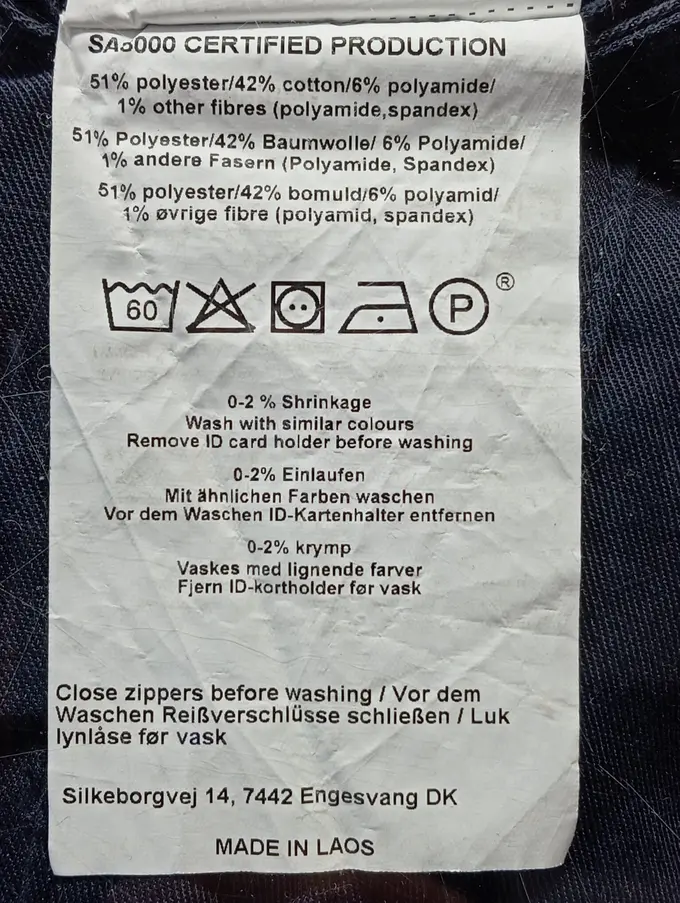 SA8000 CERTIFIED PRODUCTION
51% polyester/42% cotton/6% polyamide/
1% other fibres (polyamide,spandex)
51% Polyester/42% Baumwolle/ 6% Polyamide/
1% andere Fasern (Polyamide, Spandex)
51% polyester/42% bomuld/6% polyamid/
1% øvrige fibre (polyamid, spandex)
60 P ®
0-2 % Shrinkage
Wash with similar colours
Remove ID card holder before washing
0-2% Einlaufen
Mit ähnlichen Farben waschen
Vor dem Waschen ID-Kartenhalter entfernen
0-2% krymp
Vaskes med lignende farver
Fjern ID-kortholder før vask
Close zippers before washing / Vor dem
Waschen Reißverschlüsse schließen / Luk
lynlåse før vask
Silkeborgvej 14, 7442 Engesvang DK
MADE IN LAOS